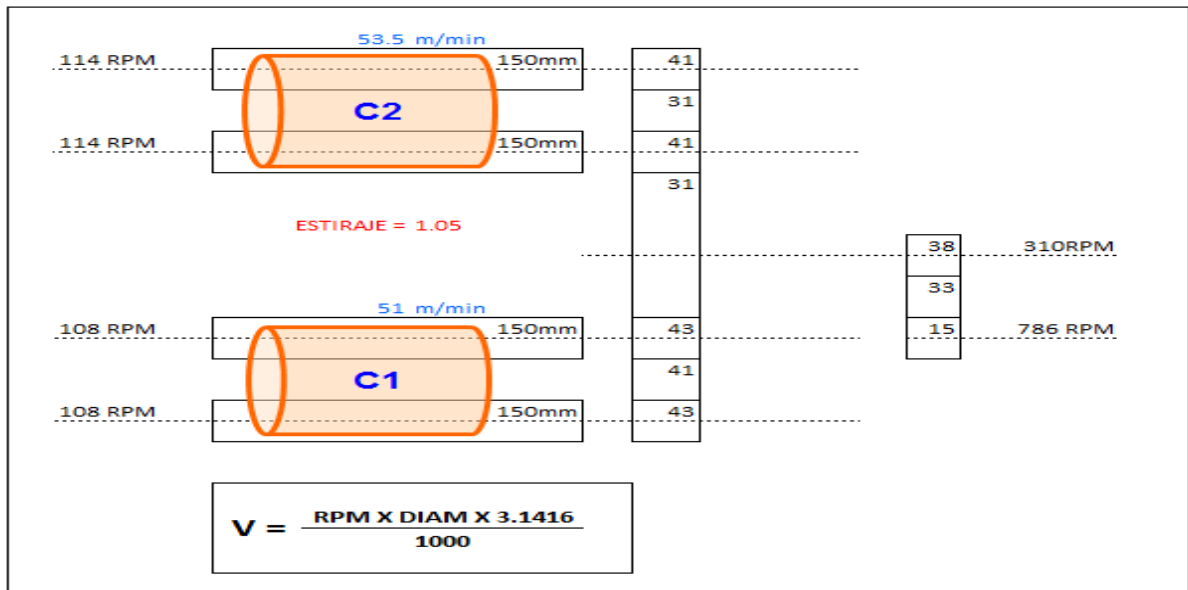 53.5 m/min
114 RPM 150mm 41
C2 31
114 RPM 150mm 41
31
ESTIRAJE = 1.05
38 310RPM
33
51 m/min
108 RPM 150mm 43 15 786 RPM
C1 41
108 RPM 150mm 43
V = RPM X DIAM X 3.1416
1000